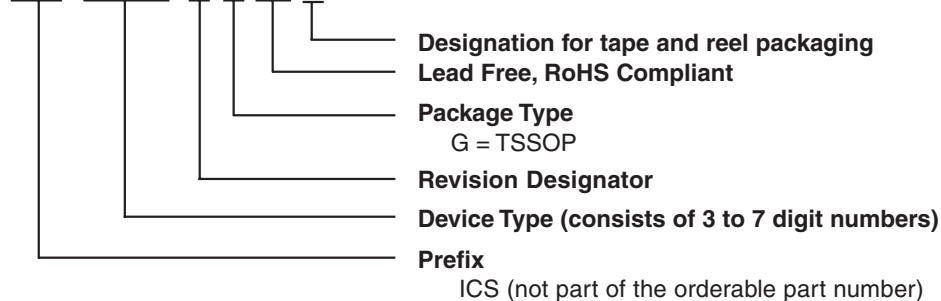 Designation for tape and reel packaging
Lead Free, RoHS Compliant
Package Type
G = TSSOP
Revision Designator
Device Type (consists of 3 to 7 digit numbers)
Prefix
ICS (not part of the orderable part number)